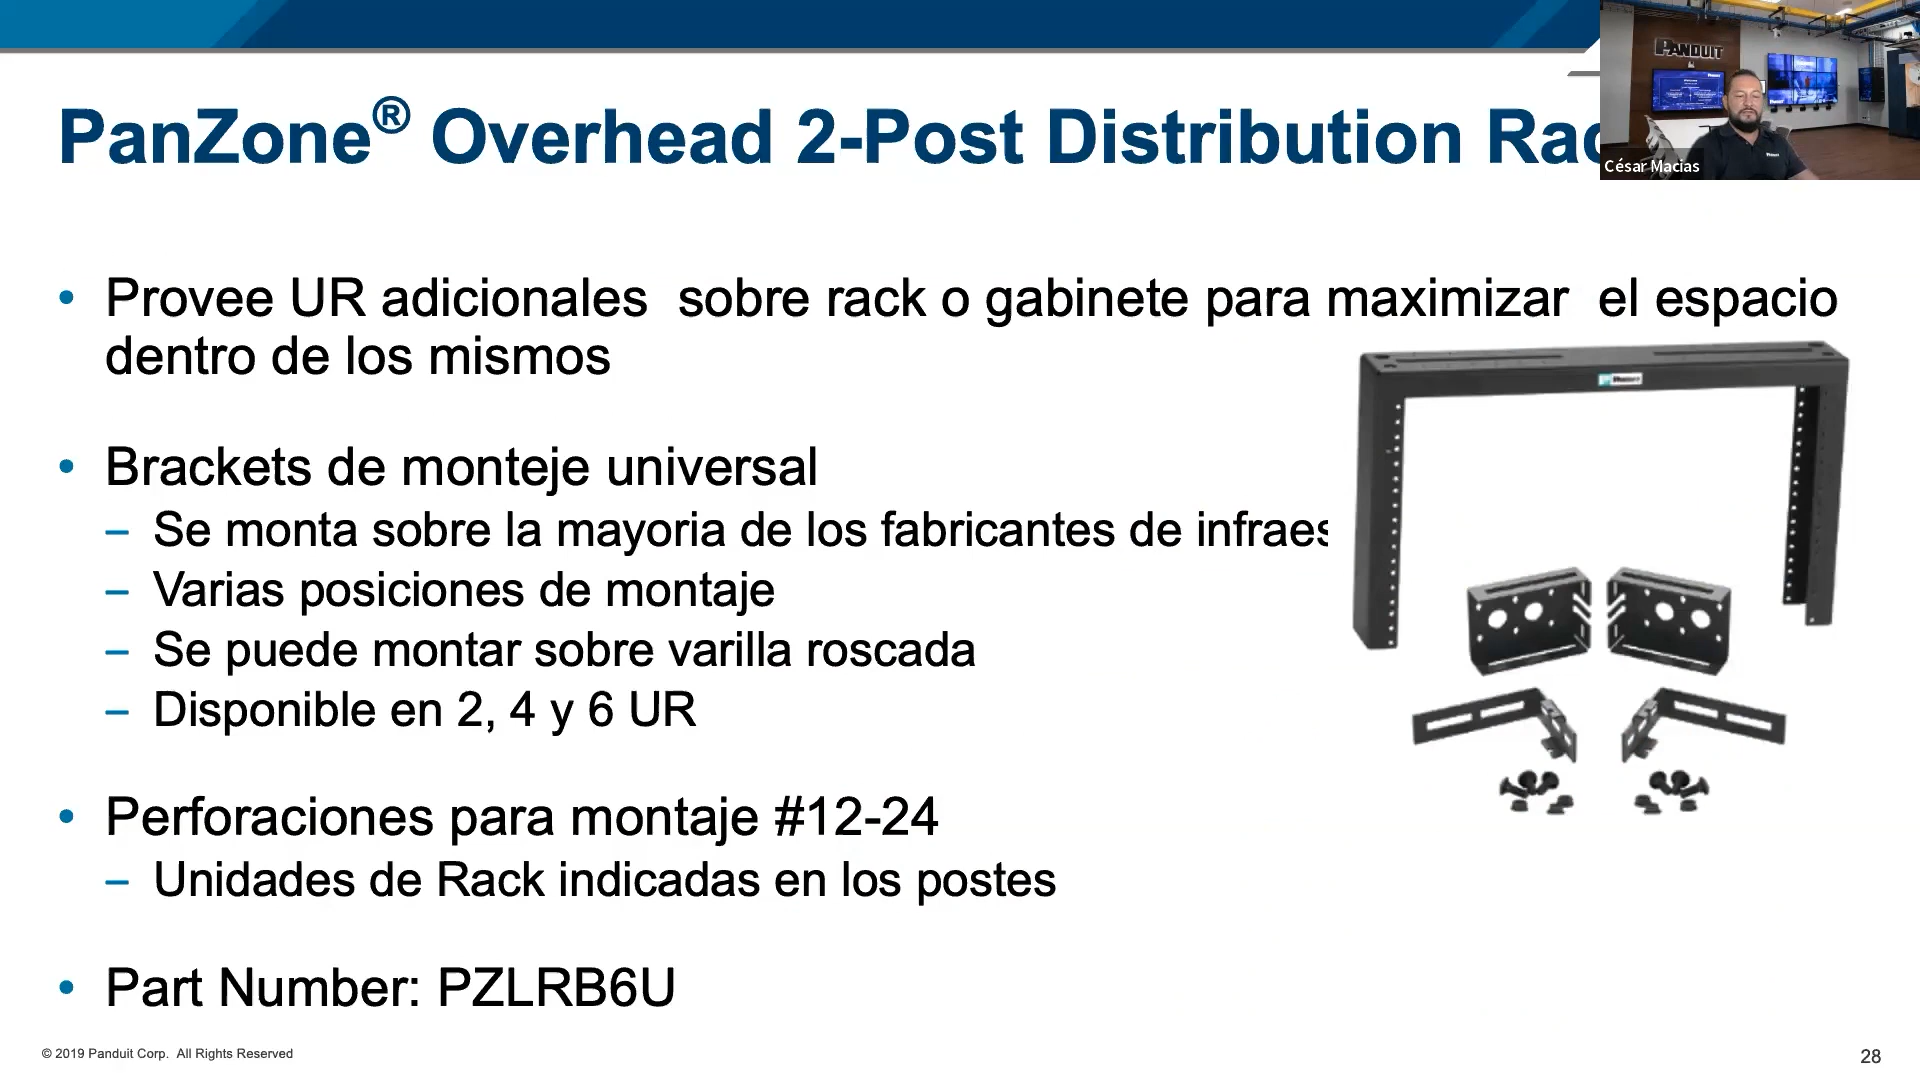 PANDUIT
César Macias
PanZone® Overhead 2-Post Distribution Rac
• Provee UR adicionales  sobre rack o gabinete para maximizar  el espacio
dentro de los mismos
• Brackets de monteje universal
– Se monta sobre la mayoria de los fabricantes de infraes
– Varias posiciones de montaje
– Se puede montar sobre varilla roscada
– Disponible en 2, 4 y 6 UR
• Perforaciones para montaje #12-24
– Unidades de Rack indicadas en los postes
• Part Number: PZLRB6U
© 2019 Panduit Corp.  All Rights Reserved
28